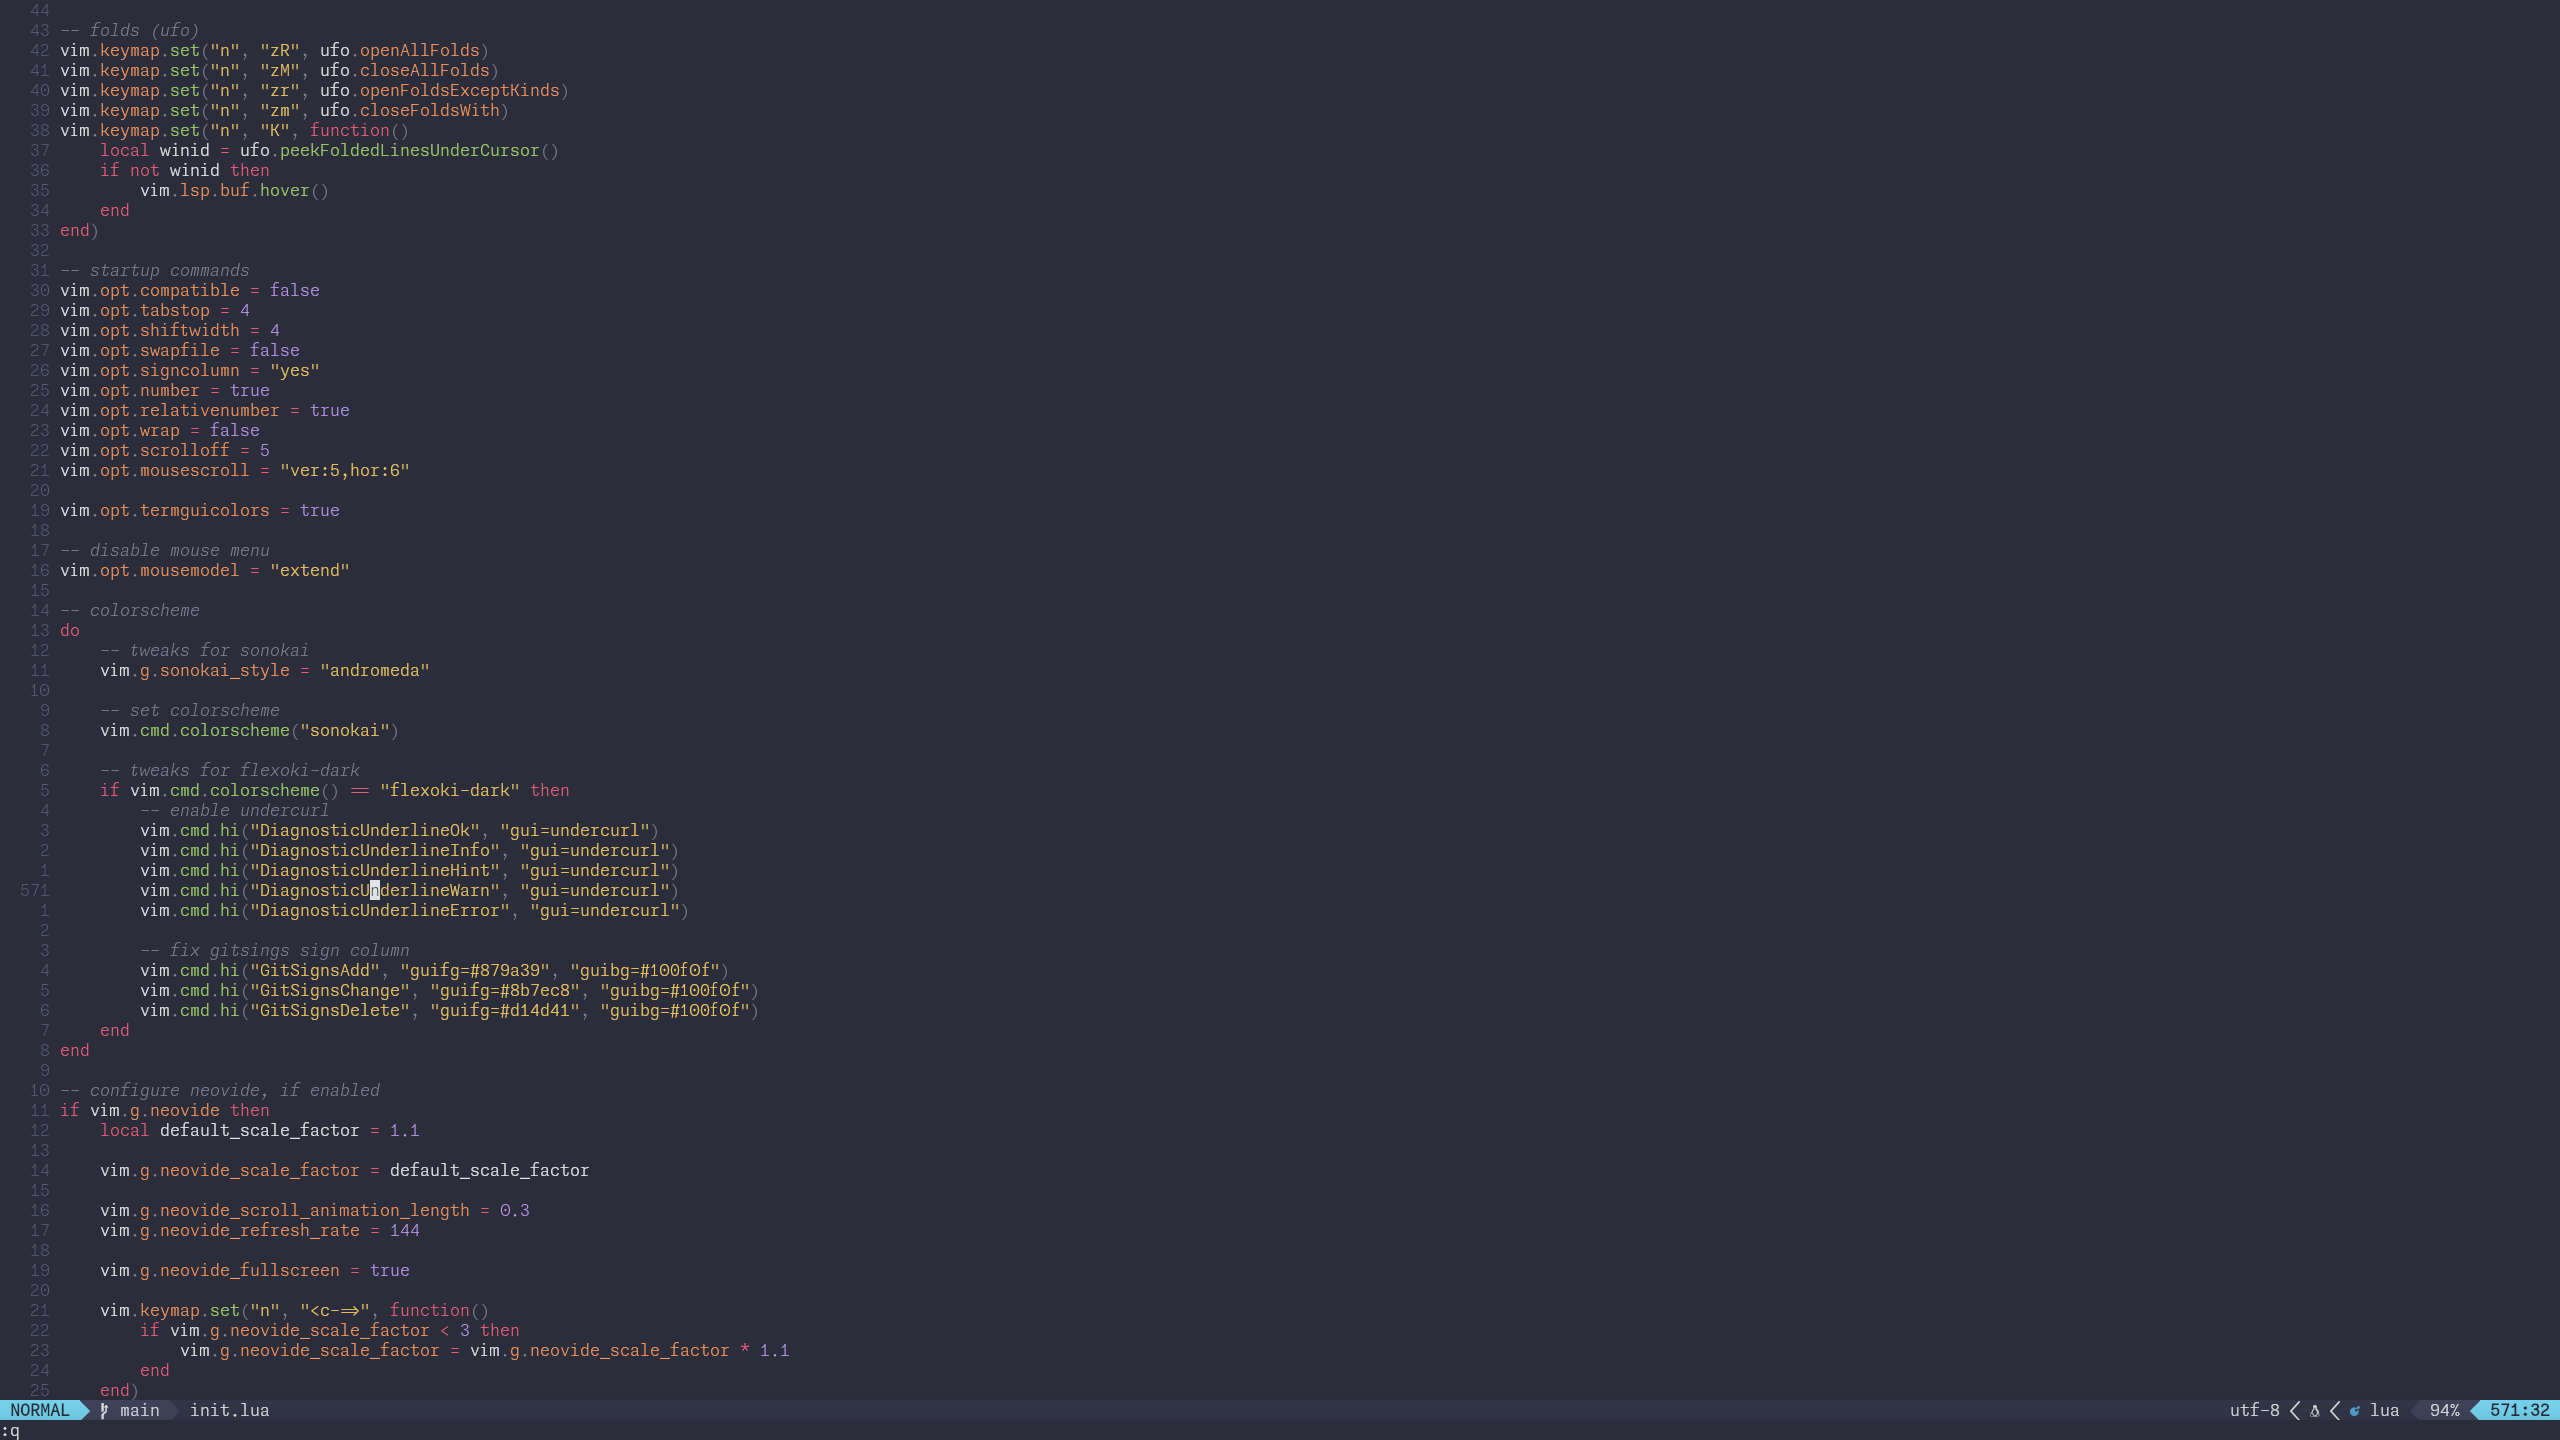 44
43 -- folds (ufo)
42 vim.keymap.set("n", "zR", ufo.openAllFolds)
41 vim.keymap.set("n", "zM", ufo.closeAllFolds)
40 vim.keymap.set("n", "zr", ufo.openFoldsExceptKinds)
39 vim.keymap.set("n", "zm", ufo.closeFoldsWith)
38 vim.keymap.set("n", "K", function()
37     local winid = ufo.peekFoldedLinesUnderCursor()
36     if not winid then
35         vim.lsp.buf.hover()
34     end
33 end)
32
31 -- startup commands
30 vim.opt.compatible = false
29 vim.opt.tabstop = 4
28 vim.opt.shiftwidth = 4
27 vim.opt.swapfile = false
26 vim.opt.signcolumn = "yes"
25 vim.opt.number = true
24 vim.opt.relativenumber = true
23 vim.opt.wrap = false
22 vim.opt.scrolloff = 5
21 vim.opt.mousescroll = "ver:5,hor:6"
20
19 vim.opt.termguicolors = true
18
17 -- disable mouse menu
16 vim.opt.mousemodel = "extend"
15
14 -- colorscheme
13 do
12     -- tweaks for sonokai
11     vim.g.sonokai_style = "andromeda"
10
9     -- set colorscheme
8     vim.cmd.colorscheme("sonokai")
7
6     -- tweaks for flexoki-dark
5     if vim.cmd.colorscheme() == "flexoki-dark" then
4         -- enable undercurl
3         vim.cmd.hi("DiagnosticUnderlineOk", "gui=undercurl")
2         vim.cmd.hi("DiagnosticUnderlineInfo", "gui=undercurl")
1         vim.cmd.hi("DiagnosticUnderlineHint", "gui=undercurl")
571         vim.cmd.hi("DiagnosticUnderlineWarn", "gui=undercurl")
1         vim.cmd.hi("DiagnosticUnderlineError", "gui=undercurl")
2
3         -- fix gitsings sign column
4         vim.cmd.hi("GitSignsAdd", "guifg=#879a39", "guibg=#100f0f")
5         vim.cmd.hi("GitSignsChange", "guifg=#8b7ec8", "guibg=#100f0f")
6         vim.cmd.hi("GitSignsDelete", "guifg=#d14d41", "guibg=#100f0f")
7     end
8 end
9
10 -- configure neovide, if enabled
11 if vim.g.neovide then
12     local default_scale_factor = 1.1
13
14     vim.g.neovide_scale_factor = default_scale_factor
15
16     vim.g.neovide_scroll_animation_length = 0.3
17     vim.g.neovide_refresh_rate = 144
18
19     vim.g.neovide_fullscreen = true
20
21     vim.keymap.set("n", "<c-=>", function()
22         if vim.g.neovide_scale_factor < 3 then
23             vim.g.neovide_scale_factor = vim.g.neovide_scale_factor * 1.1
24         end
25     end)
NORMAL main init.lua utf-8 lua 94% 571:32
:q